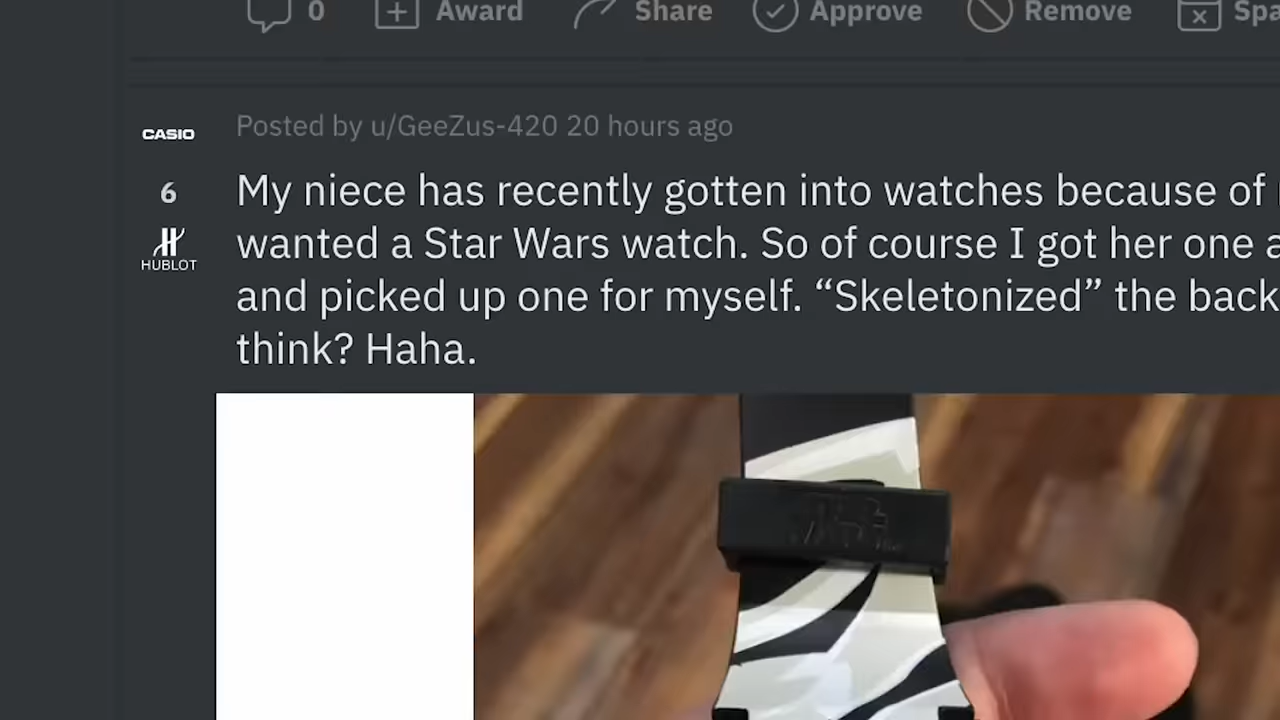 0 Award Share Approve Remove Spa
CASIO Posted by u/GeeZus-420 20 hours ago
6 My niece has recently gotten into watches because of
HUBLOT wanted a Star Wars watch. So of course I got her one a
and picked up one for myself. “Skeletonized” the back
think? Haha.